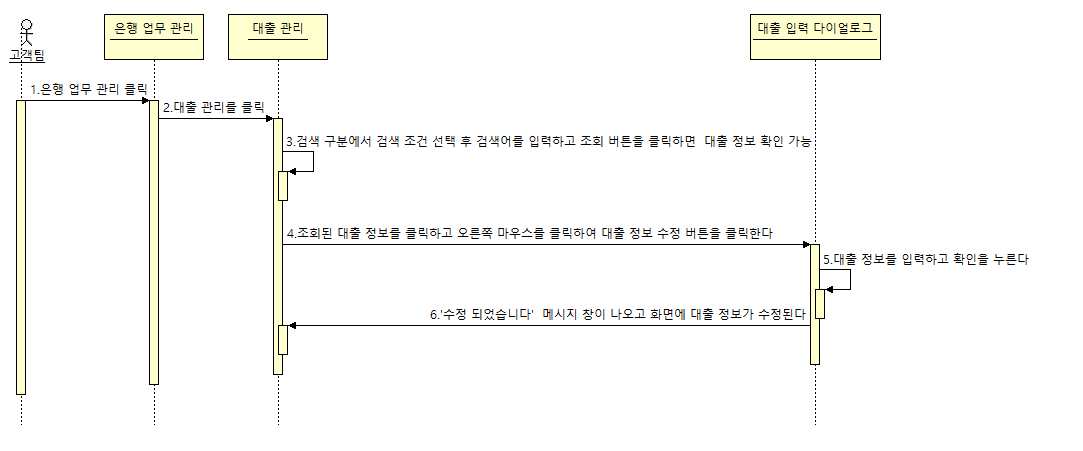 은행 업무 관리
대출 관리
대출 입력 다이얼로그
고객팀
1.은행 업무 관리 클릭
2.대출 관리를 클릭
3.검색 구분에서 검색 조건 선택 후 검색어를 입력하고 조회 버튼을 클릭하면  대출 정보 확인 가능
4.조회된 대출 정보를 클릭하고 오른쪽 마우스를 클릭하여 대출 정보 수정 버튼을 클릭한다
5.대출 정보를 입력하고 확인을 누른다
6.'수정 되었습니다'  메시지 창이 나오고 화면에 대출 정보가 수정된다